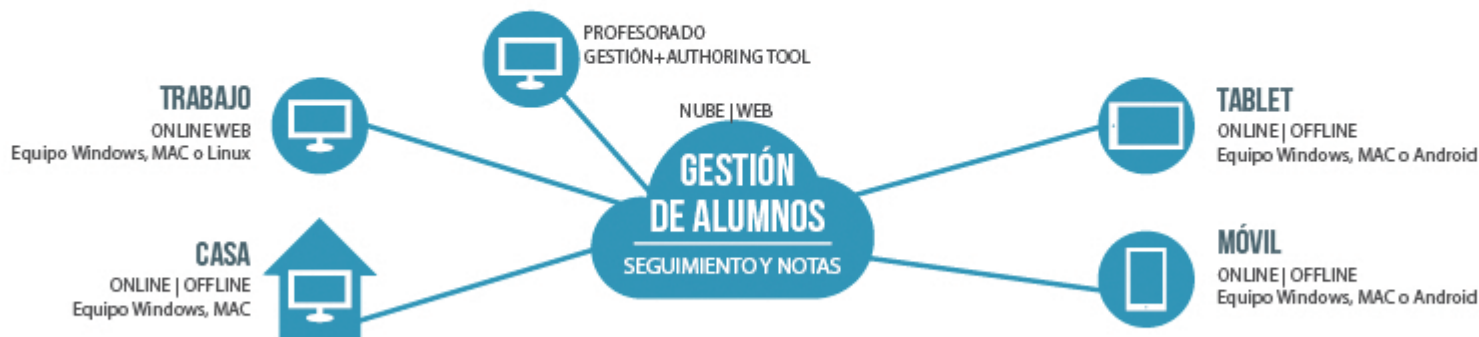 PROFESORADO
GESTIÓN+AUTHORING TOOL
TRABAJO
ONLINE WEB
Equipo Windows, MAC o Linux
NUBE | WEB
GESTIÓN
DE ALUMNOS
SEGUIMIENTO Y NOTAS
TABLET
ONLINE | OFFLINE
Equipo Windows, MAC o Android
CASA
ONLINE | OFFLINE
Equipo Windows, MAC
MÓVIL
ONLINE | OFFLINE
Equipo Windows, MAC o Android